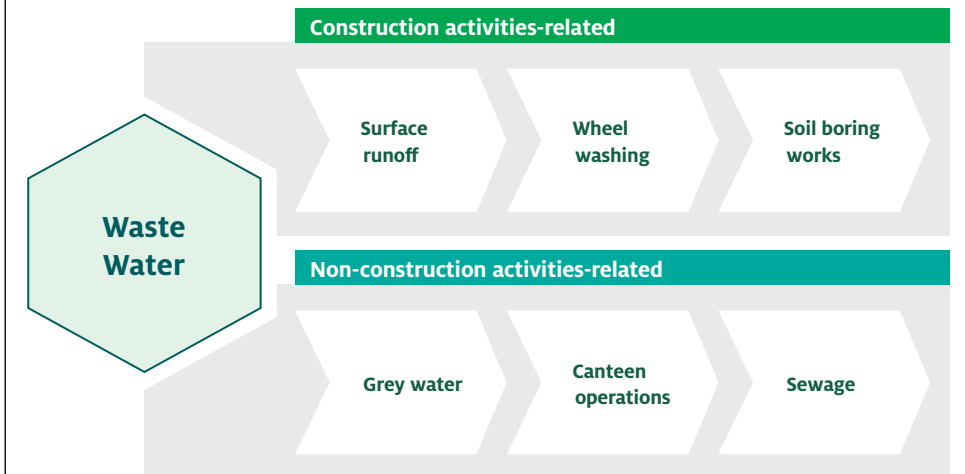 Construction activities-related
Surface
runoff
Wheel
washing
Soil boring
works
Waste
Water
Non-construction activities-related
Grey water
Canteen
operations
Sewage